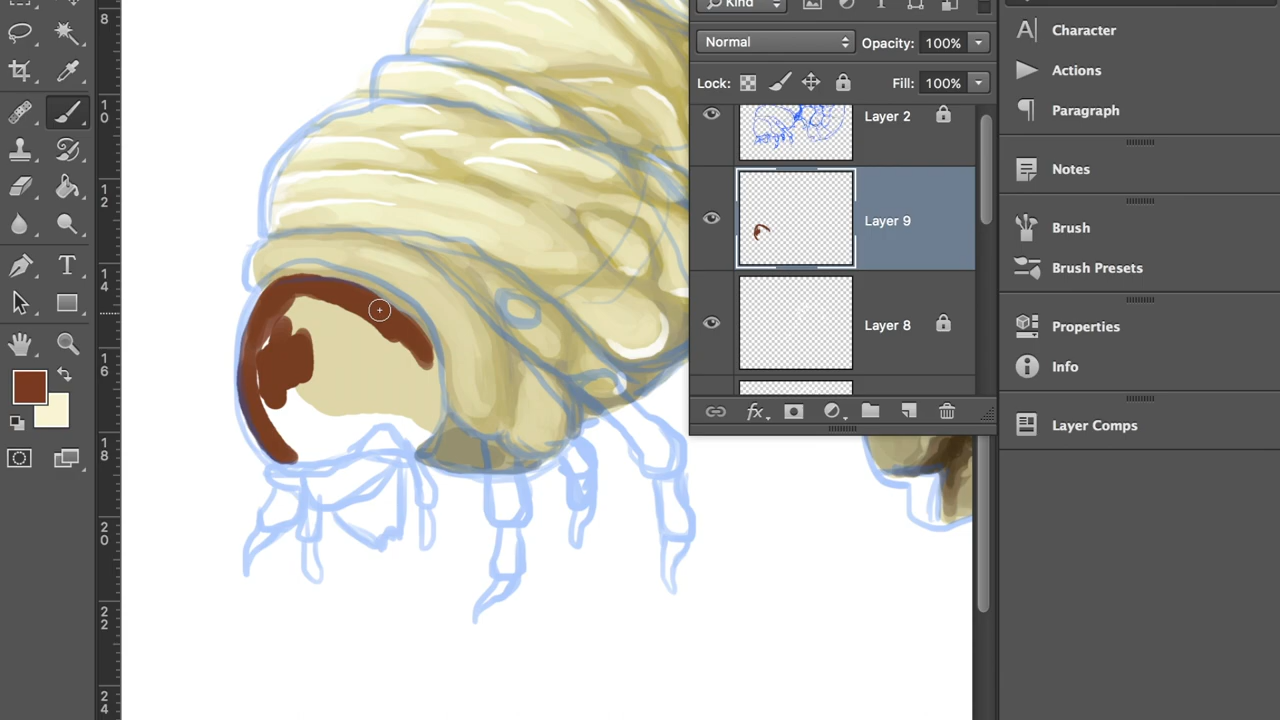 Kind
Normal
Opacity: 100%
Lock:
Fill: 100%
Layer 2
Layer 9
Layer 8
Character
Actions
Paragraph
Notes
Brush
Brush Presets
Properties
Info
Layer Comps
8
10
12
14
16
18
20
22
24
T
fx